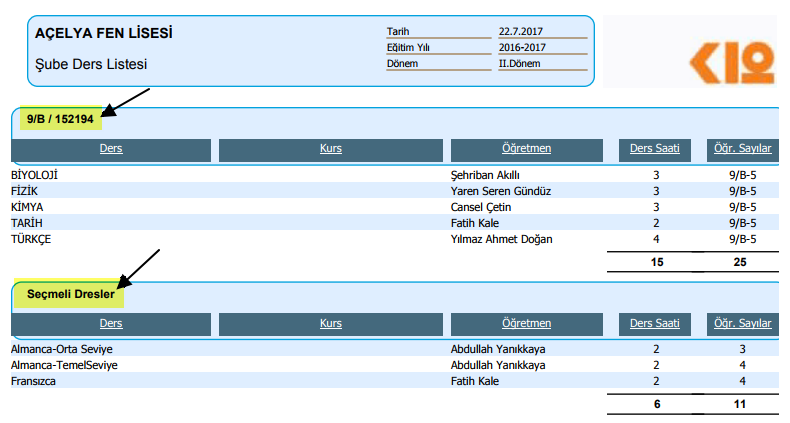 AÇELYA FEN LİSESİ
Şube Ders Listesi
Tarih 22.7.2017
Eğitim Yılı 2016-2017
Dönem II.Dönem
K12
9/B / 152194
Ders Kurs Öğretmen Ders Saati Öğr. Sayılar
BİYOLOJİ Şehriban Akıllı 3 9/B-5
FİZİK Yaren Seren Gündüz 3 9/B-5
KİMYA Cansel Çetin 3 9/B-5
TARİH Fatih Kale 2 9/B-5
TÜRKÇE Yılmaz Ahmet Doğan 4 9/B-5
15 25
Seçmeli Dresler
Ders Kurs Öğretmen Ders Saati Öğr. Sayılar
Almanca-Orta Seviye Abdullah Yanıkkaya 2 3
Almanca-TemelSeviye Abdullah Yanıkkaya 2 4
Fransızca Fatih Kale 2 4
6 11